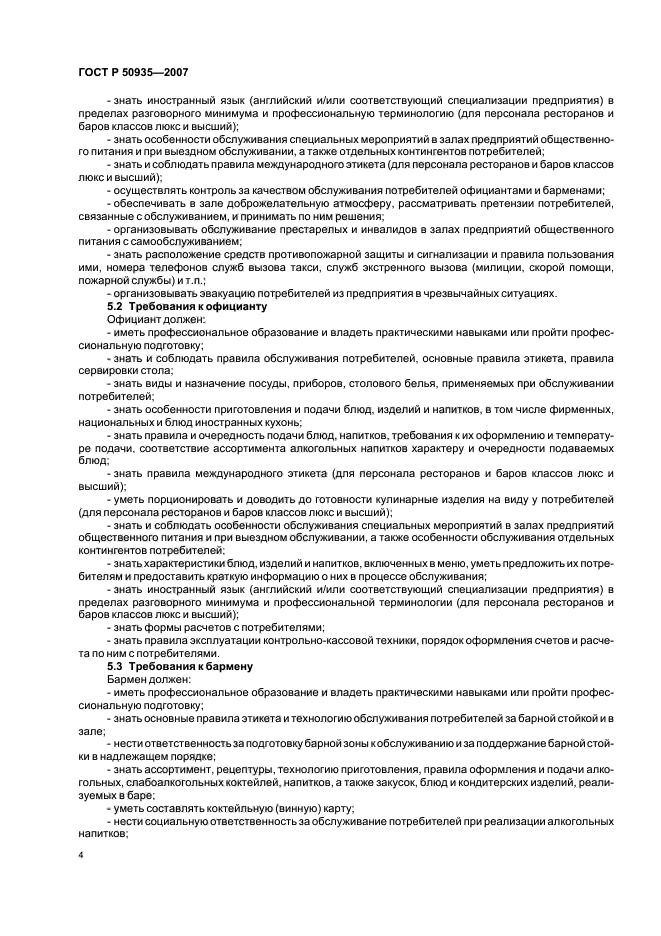 ГОСТ Р 50935—2007
- знать иностранный язык (английский и/или соответствующий специализации предприятия) в
пределах разговорного минимума и профессиональную терминологию (для персонала ресторанов и
баров классов люкс и высший);
- знать особенности обслуживания специальных мероприятий в залах предприятий общественно-
го питания и при выездном обслуживании, а также отдельных контингентов потребителей;
- знать и соблюдать правила международного этикета (для персонала ресторанов и баров классов
люкс и высший);
- осуществлять контроль за качеством обслуживания потребителей официантами и барменами;
- обеспечивать в зале доброжелательную атмосферу, рассматривать претензии потребителей,
связанные с обслуживанием, и принимать по ним решения;
- организовывать обслуживание престарелых и инвалидов в залах предприятий общественного
питания с самообслуживанием;
- знать расположение средств противопожарной защиты и сигнализации и правила пользования
ими, номера телефонов служб вызова такси, служб экстренного вызова (милиции, скорой помощи,
пожарной службы) и т.п.;
- организовывать эвакуацию потребителей из предприятия в чрезвычайных ситуациях.
5.2 Требования к официанту
Официант должен:
- иметь профессиональное образование и владеть практическими навыками или пройти профес-
сиональную подготовку;
- знать и соблюдать правила обслуживания потребителей, основные правила этикета, правила
сервировки стола;
- знать виды и назначение посуды, приборов, столового белья, применяемых при обслуживании
потребителей;
- знать особенности приготовления и подачи блюд, изделий и напитков, в том числе фирменных,
национальных и блюд иностранных кухонь;
- знать правила и очередность подачи блюд, напитков, требования к их оформлению и температу-
ре подачи, соответствие ассортимента алкогольных напитков характеру и очередности подаваемых
блюд;
- знать правила международного этикета (для персонала ресторанов и баров классов люкс и
высший);
- уметь порционировать и доводить до готовности кулинарные изделия на виду у потребителей
(для персонала ресторанов и баров классов люкс и высший);
- знать и соблюдать особенности обслуживания специальных мероприятий в залах предприятий
общественного питания и при выездном обслуживании, а также особенности обслуживания отдельных
контингентов потребителей;
- знать характеристики блюд, изделий и напитков, включенных в меню, уметь предложить их потре-
бителям и предоставить краткую информацию о них в процессе обслуживания;
- знать иностранный язык (английский и/или соответствующий специализации предприятия) в
пределах разговорного минимума и профессиональной терминологии (для персонала ресторанов и
баров классов люкс и высший);
- знать формы расчетов с потребителями;
- знать правила эксплуатации контрольно-кассовой техники, порядок оформления счетов и расче-
та по ним с потребителями.
5.3 Требования к бармену
Бармен должен:
- иметь профессиональное образование и владеть практическими навыками или пройти профес-
сиональную подготовку;
- знать основные правила этикета и технологию обслуживания потребителей за барной стойкой и в
зале;
- нести ответственность за подготовку барной зоны к обслуживанию и за поддержание барной стой-
ки в надлежащем порядке;
- знать ассортимент, рецептуры, технологию приготовления, правила оформления и подачи алко-
гольных, слабоалкогольных коктейлей, напитков, а также закусок, блюд и кондитерских изделий, реали-
зуемых в баре;
- уметь составлять коктейльную (винную) карту;
- нести социальную ответственность за обслуживание потребителей при реализации алкогольных
напитков;
4